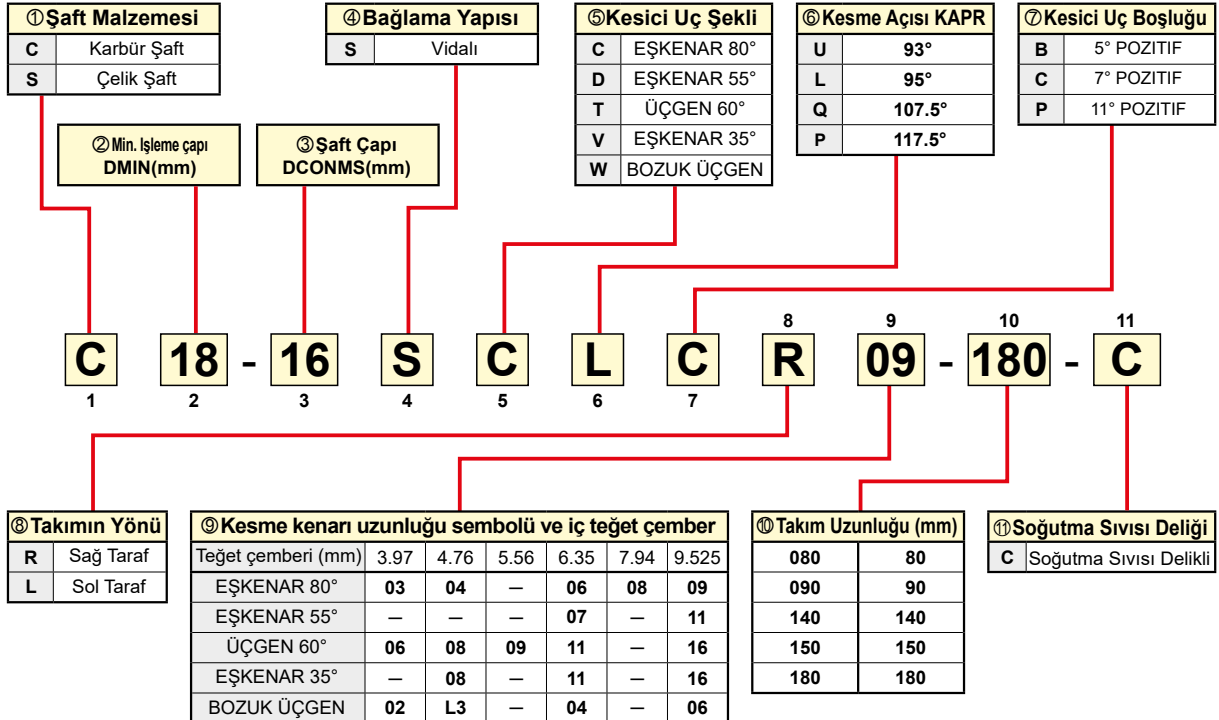 ①Şaft Malzemesi
C Karbür Şaft
S Çelik Şaft
②Min. Işleme çapı
DMIN(mm)
③Şaft Çapı
DCONMS(mm)
④Bağlama Yapısı
S Vidalı
⑤Kesici Uç Şekli
C EŞKENAR 80°
D EŞKENAR 55°
T ÜÇGEN 60°
V EŞKENAR 35°
W BOZUK ÜÇGEN
⑥Kesme Açısı KAPR
U 93°
L 95°
Q 107.5°
P 117.5°
⑦Kesici Uç Boşluğu
B 5° POZITIF
C 7° POZITIF
P 11° POZITIF
8 9 10 11
C 18 - 16 S C L C R 09 - 180 - C
1 2 3 4 5 6 7
⑧Takımın Yönü
R Sağ Taraf
L Sol Taraf
⑨Kesme kenarı uzunluğu sembolü ve iç teğet çember
Teğet çemberi (mm) 3.97 4.76 5.56 6.35 7.94 9.525
EŞKENAR 80° 03 04 — 06 08 09
EŞKENAR 55° — — — 07 — 11
ÜÇGEN 60° 06 08 09 11 — 16
EŞKENAR 35° — 08 — 11 — 16
BOZUK ÜÇGEN 02 L3 — 04 — 06
⑩Takım Uzunluğu (mm)
080 80
090 90
140 140
150 150
180 180
⑪Soğutma Sıvısı Deliği
C Soğutma Sıvısı Delikli